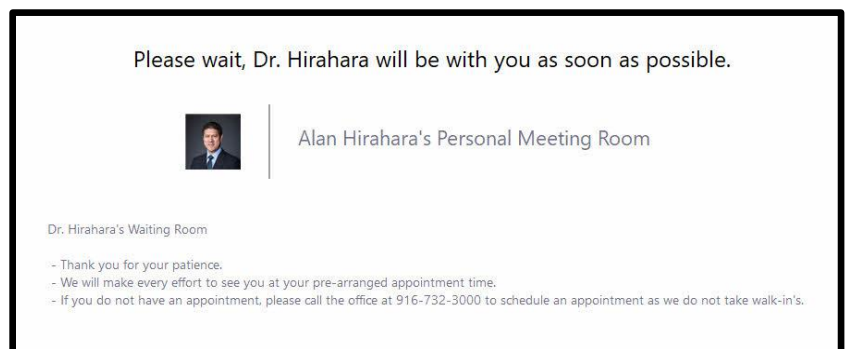 Please wait, Dr. Hirahara will be with you as soon as possible.
Alan Hirahara's Personal Meeting Room
Dr. Hirahara's Waiting Room
- Thank you for your patience.
- We will make every effort to see you at your pre-arranged appointment time.
- If you do not have an appointment, please call the office at 916-732-3000 to schedule an appointment as we do not take walk-in's.